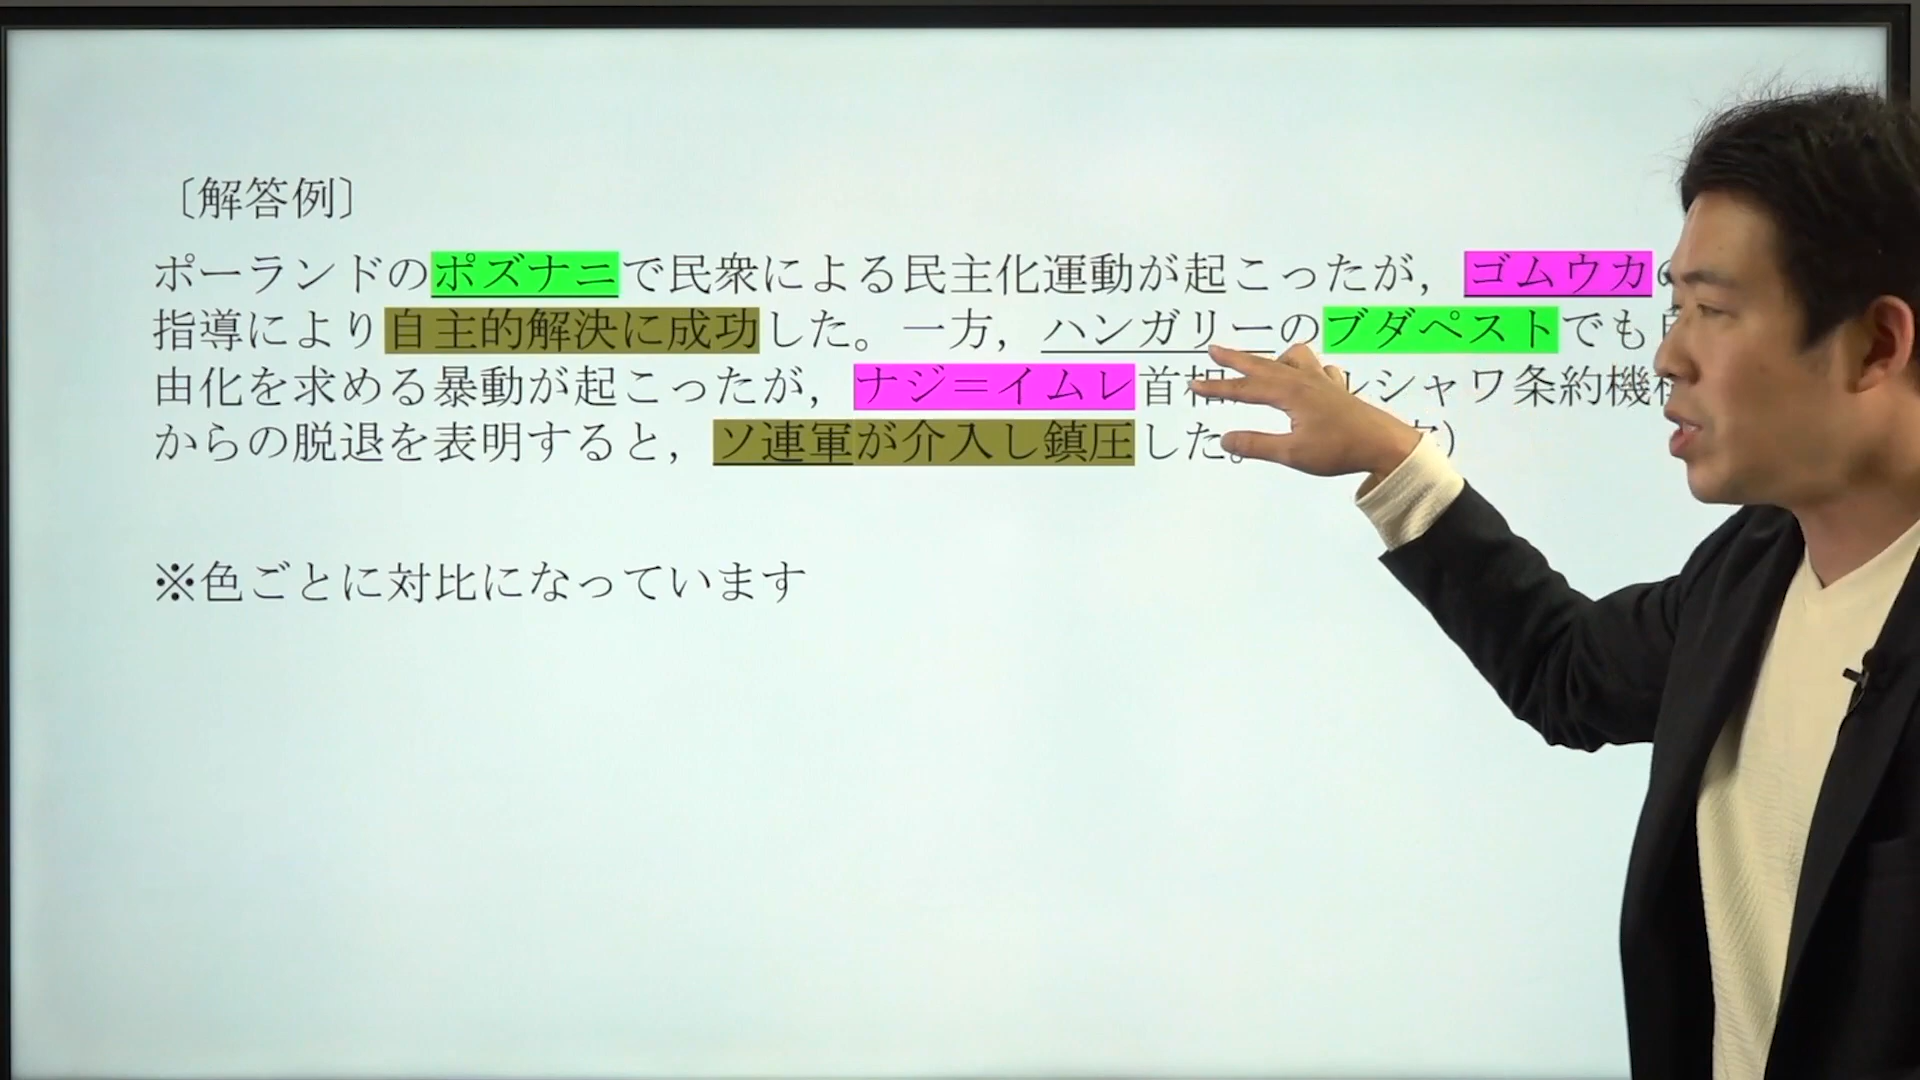 〔解答例〕
ポーランドのポズナニで民衆による民主化運動が起こったが，ゴムウカ
指導により自主的解決に成功した。一方，ハンガリーのブダペストでも
由化を求める暴動が起こったが，ナジ＝イムレ首相 ルシャワ条約機
からの脱退を表明すると，ソ連軍が介入し鎮圧した。 ）
※色ごとに対比になっています